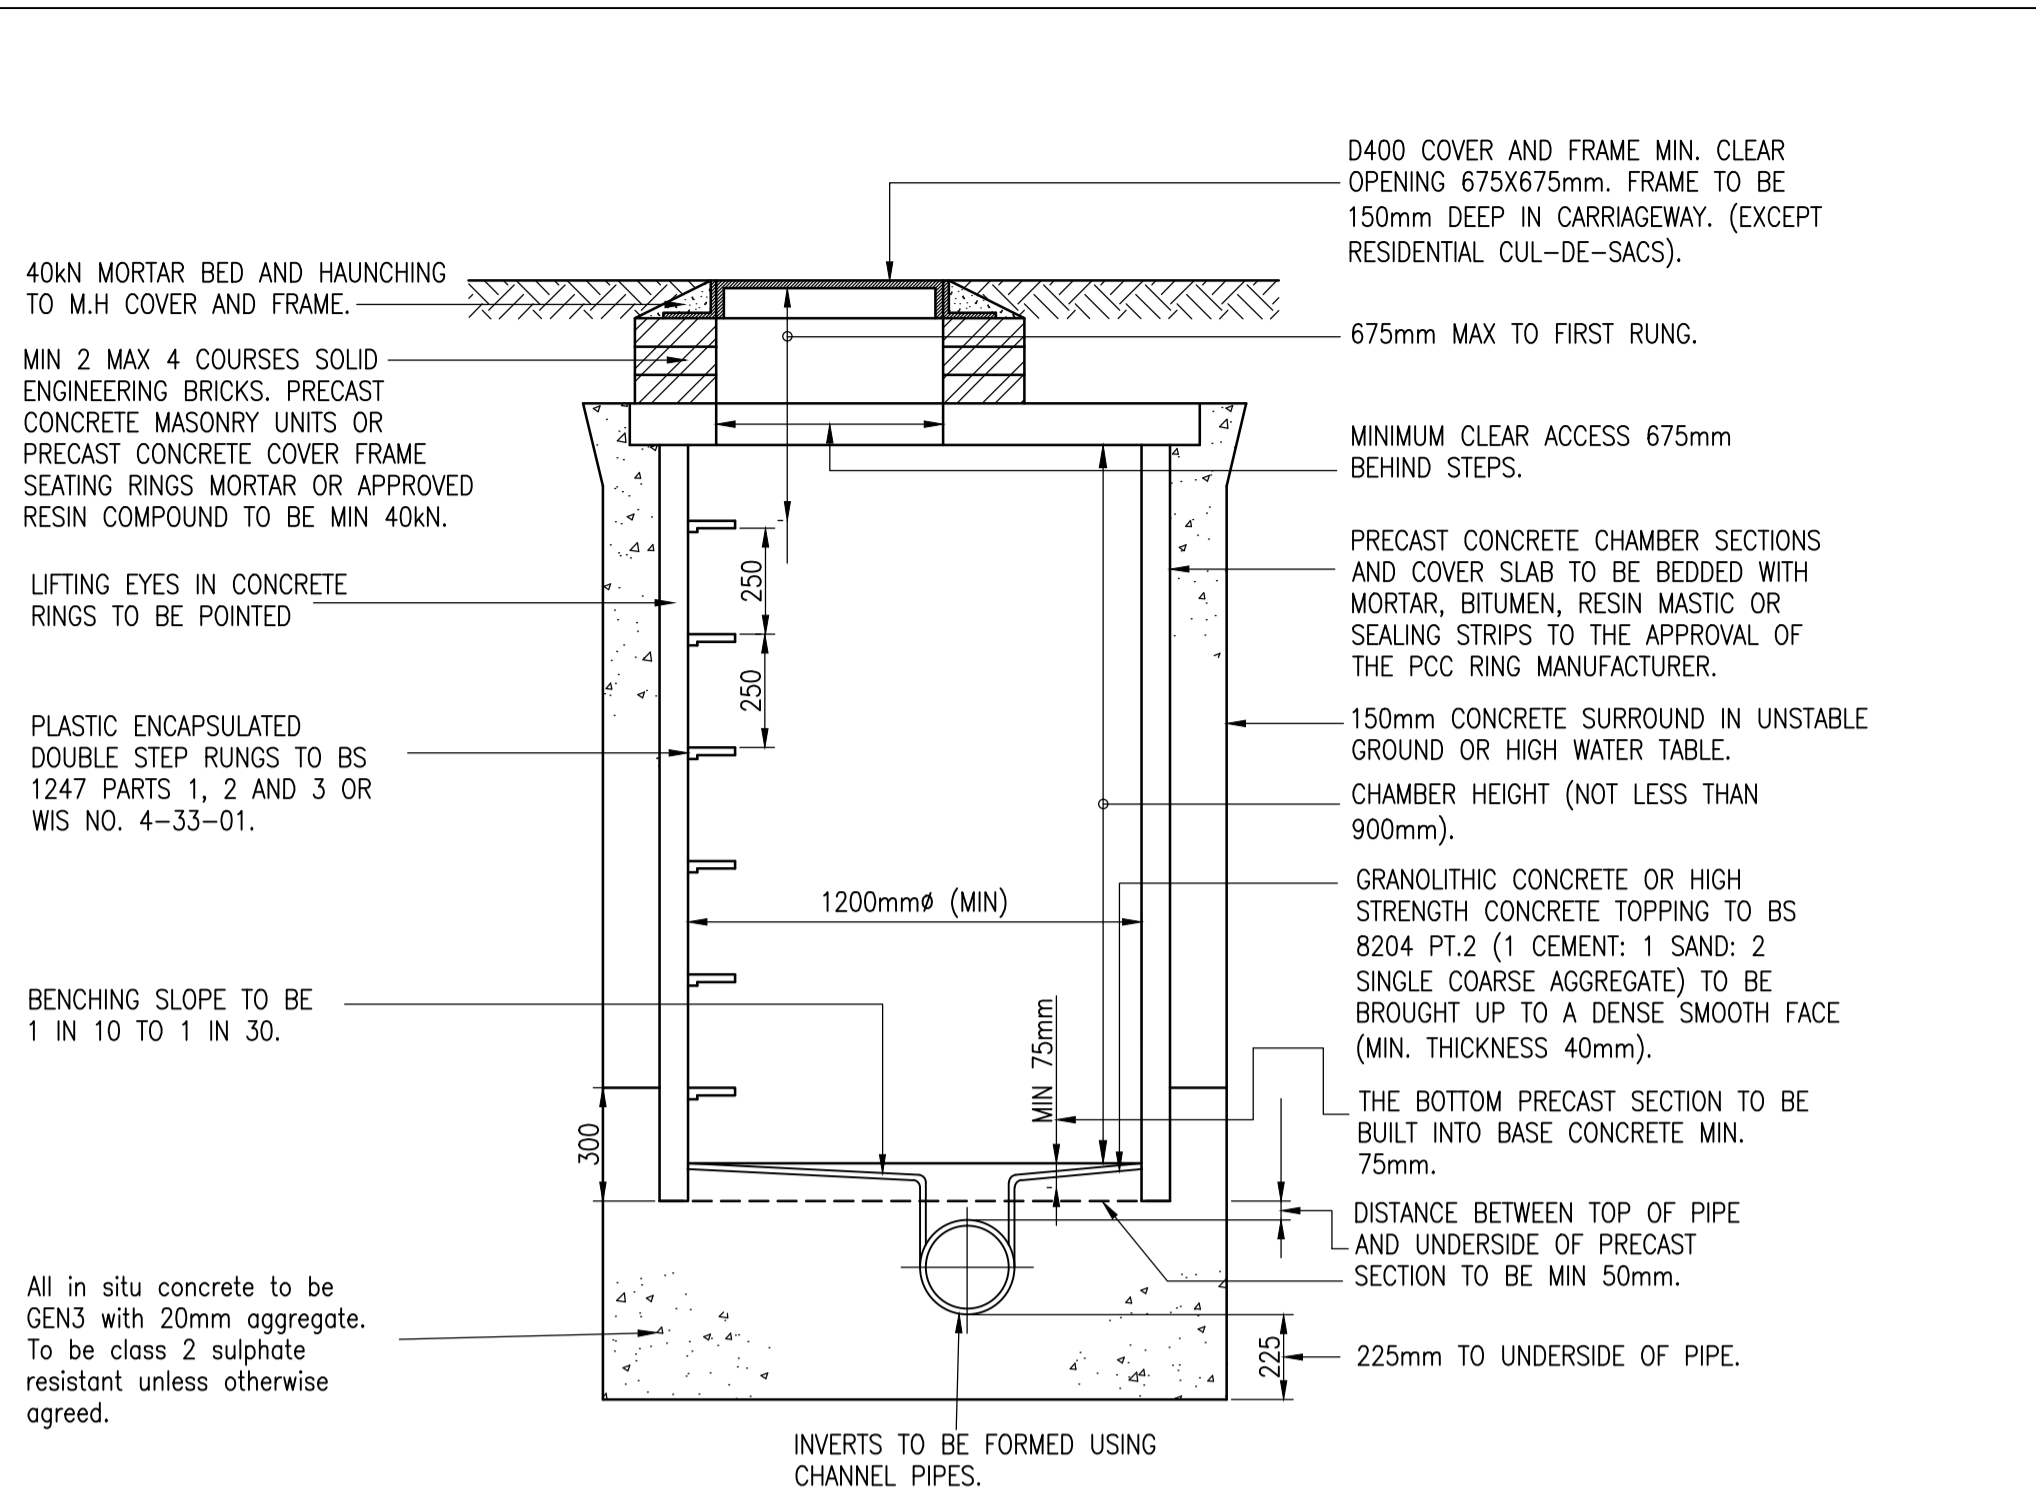 40kN MORTAR BED AND HAUNCHING
TO M.H COVER AND FRAME.
MIN 2 MAX 4 COURSES SOLID
ENGINEERING BRICKS. PRECAST
CONCRETE MASONRY UNITS OR
PRECAST CONCRETE COVER FRAME
SEATING RINGS MORTAR OR APPROVED
RESIN COMPOUND TO BE MIN 40kN.
LIFTING EYES IN CONCRETE
RINGS TO BE POINTED
PLASTIC ENCAPSULATED
DOUBLE STEP RUNGS TO BS
1247 PARTS 1, 2 AND 3 OR
WIS NO. 4-33-01.
BENCHING SLOPE TO BE
1 IN 10 TO 1 IN 30.
All in situ concrete to be
GEN3 with 20mm aggregate.
To be class 2 sulphate
resistant unless otherwise
agreed.
250
250
1200mmø (MIN)
MIN 75mm
300
225
INVERTS TO BE FORMED USING
CHANNEL PIPES.
D400 COVER AND FRAME MIN. CLEAR
OPENING 675X675mm. FRAME TO BE
150mm DEEP IN CARRIAGEWAY. (EXCEPT
RESIDENTIAL CUL-DE-SACS).
675mm MAX TO FIRST RUNG.
MINIMUM CLEAR ACCESS 675mm
BEHIND STEPS.
PRECAST CONCRETE CHAMBER SECTIONS
AND COVER SLAB TO BE BEDDED WITH
MORTAR, BITUMEN, RESIN MASTIC OR
SEALING STRIPS TO THE APPROVAL OF
THE PCC RING MANUFACTURER.
150mm CONCRETE SURROUND IN UNSTABLE
GROUND OR HIGH WATER TABLE.
CHAMBER HEIGHT (NOT LESS THAN
900mm).
GRANOLITHIC CONCRETE OR HIGH
STRENGTH CONCRETE TOPPING TO BS
8204 PT.2 (1 CEMENT: 1 SAND: 2
SINGLE COARSE AGGREGATE) TO BE
BROUGHT UP TO A DENSE SMOOTH FACE
(MIN. THICKNESS 40mm).
THE BOTTOM PRECAST SECTION TO BE
BUILT INTO BASE CONCRETE MIN.
75mm.
DISTANCE BETWEEN TOP OF PIPE
AND UNDERSIDE OF PRECAST
SECTION TO BE MIN 50mm.
225mm TO UNDERSIDE OF PIPE.